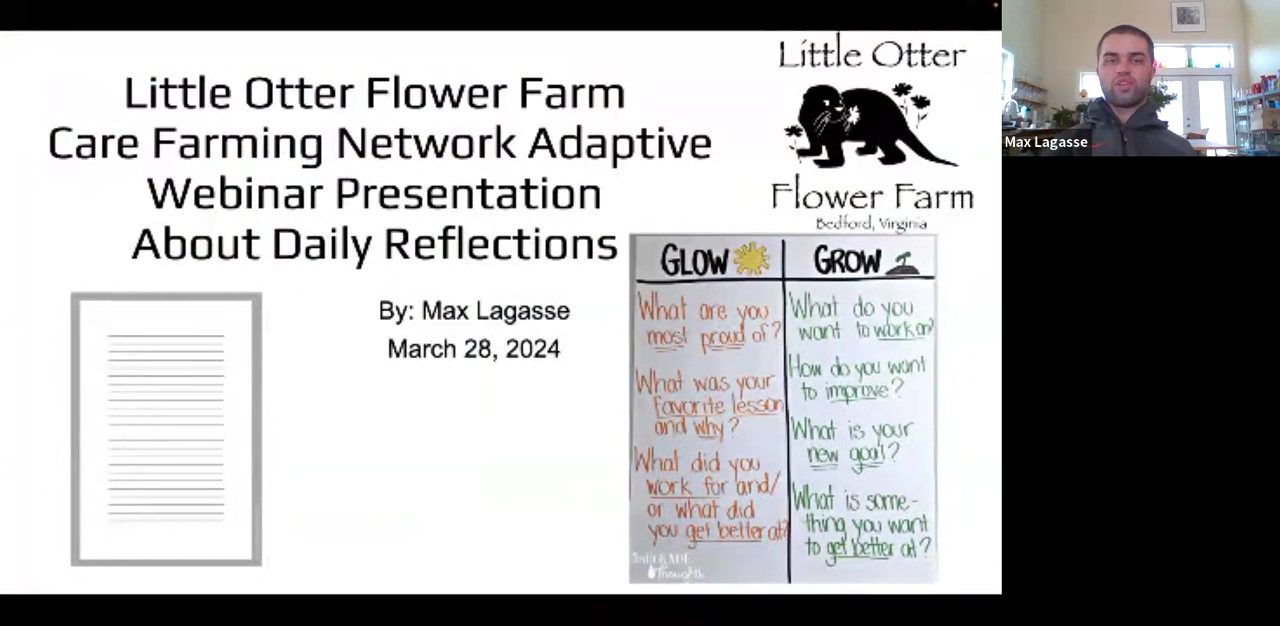 Little Otter Flower Farm
Care Farming Network Adaptive
Webinar Presentation
About Daily Reflections
By: Max Lagasse
March 28, 2024
Little Otter
Flower Farm
Bedford, Virginia
GLOW
What are you
most proud of?
What was your
favorite lesson
and why?
What did you
work for and/
or what did
you get better at?
GROW
What do you
want to work on?
How do you want
to improve?
What is your
new goal?
What is some-
thing you want
to get better at?
3rd GRADE
Thoughts
Max Lagasse